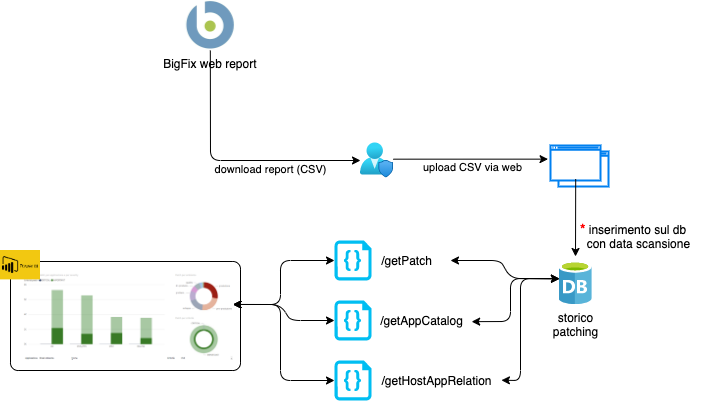 BigFix web report
download report (CSV)
upload CSV via web
* inserimento sul db
con data scansione
Power BI
/getPatch
DB
/getAppCatalog
storico
patching
/getHostAppRelation